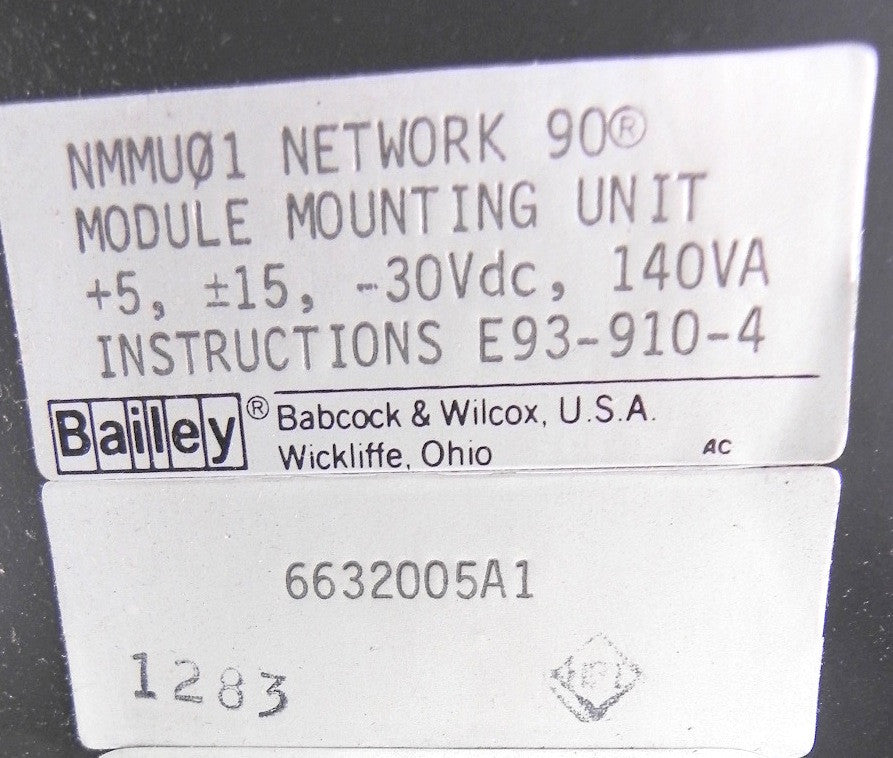 NMMUØ1 NETWORK 90®
MODULE MOUNTING UNIT
+5, ±15, -30Vdc, 140VA
INSTRUCTIONS E93-910-4
Bailey® Babcock & Wilcox, U.S.A.
Wickliffe, Ohio AC
6632005A1
1283